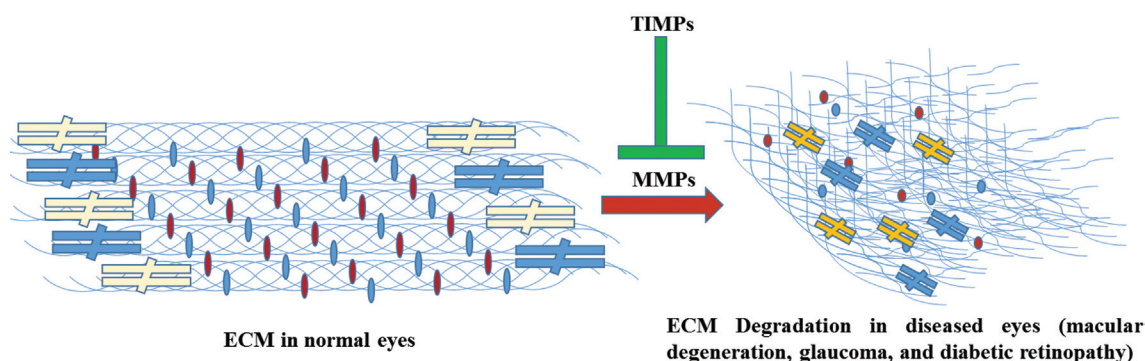 TIMPs
MMPs
ECM in normal eyes
ECM Degradation in diseased eyes (macular
degeneration, glaucoma, and diabetic retinopathy)